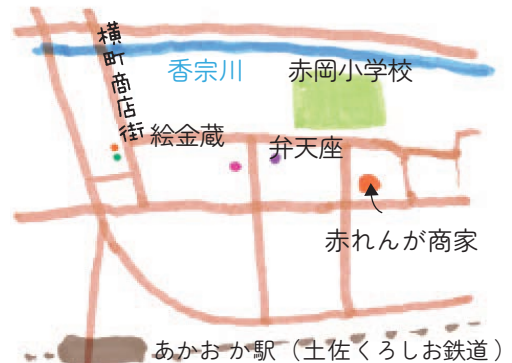 横町商店街
香宗川
赤岡小学校
絵金蔵
弁天座
赤れんが商家
あかおか駅（土佐くろしお鉄道）